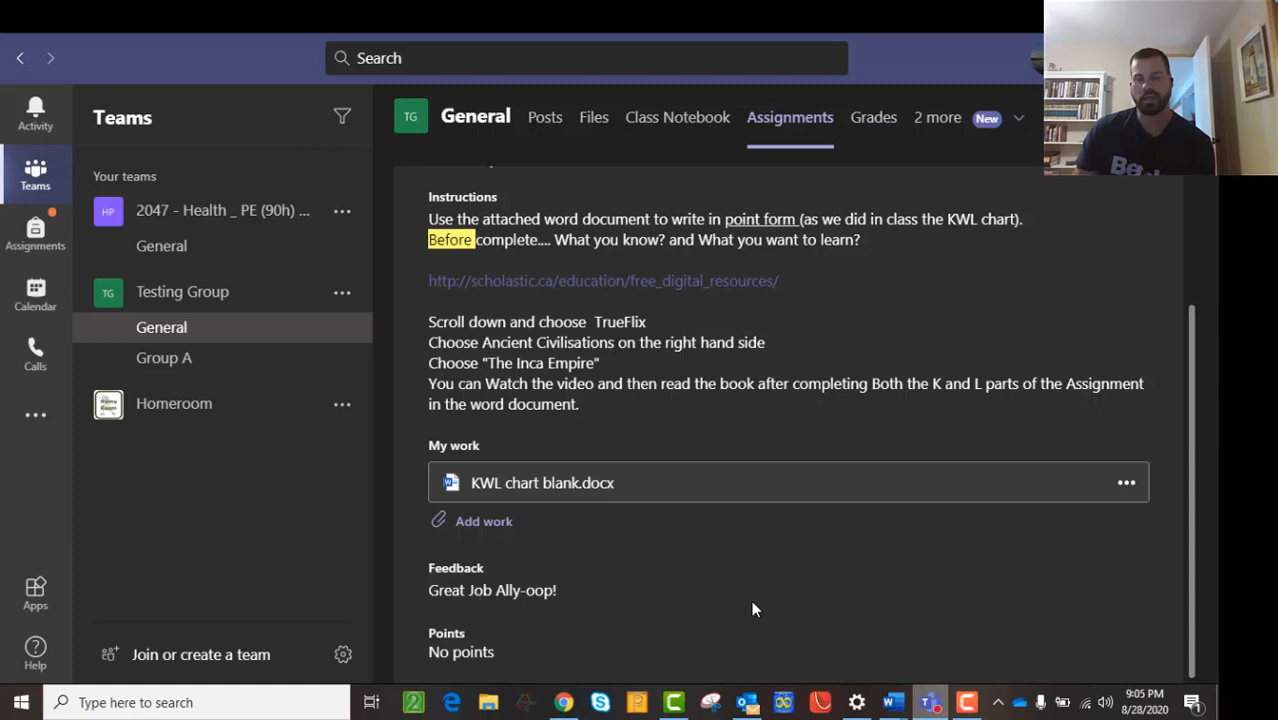 Search
Activity
Teams
Assignments
Calendar
Calls
Apps
Help
Teams
Your teams
HP 2047 - Health _ PE (90h) ...
General
TG Testing Group
General
Group A
Homeroom
Join or create a team
TG General Posts Files Class Notebook Assignments Grades 2 more New
Instructions
Use the attached word document to write in point form (as we did in class the KWL chart).
Before complete.... What you know? and What you want to learn?
http://scholastic.ca/education/free_digital_resources/
Scroll down and choose TrueFlix
Choose Ancient Civilisations on the right hand side
Choose "The Inca Empire"
You can Watch the video and then read the book after completing Both the K and L parts of the Assignment
in the word document.
My work
KWL chart blank.docx
Add work
Feedback
Great Job Ally-oop!
Points
No points
Type here to search
9:05 PM
8/28/2020